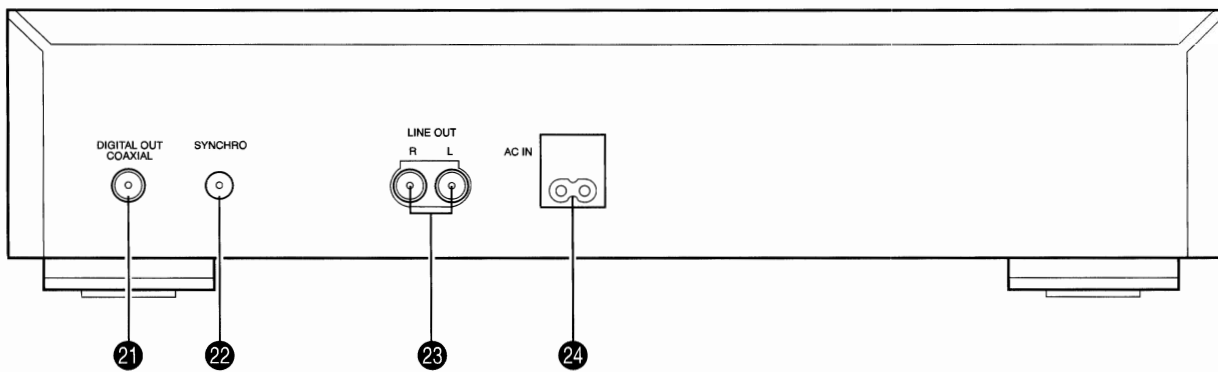 DIGITAL OUT
COAXIAL
SYNCHRO
LINE OUT
R L
AC IN
21 22 23 24